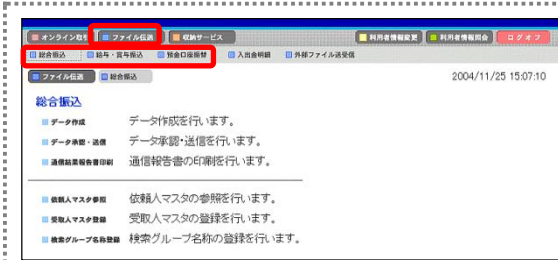 オンライン取引 ファイル伝送 収納サービス 利用者情報変更 利用者情報照会 ログオフ
総合振込 給与・賞与振込 預金口座振替 入出金明細 外部ファイル送受信
ファイル伝送 総合振込 2004/11/25 15:07:10
総合振込
データ作成 データ作成を行います。
データ承認・送信 データ承認・送信を行います。
通信結果報告書印刷 通信報告書の印刷を行います。
依頼人マスタ参照 依頼人マスタの参照を行います。
受取人マスタ登録 受取人マスタの登録を行います。
検索グループ名称登録 検索グループ名称の登録を行います。